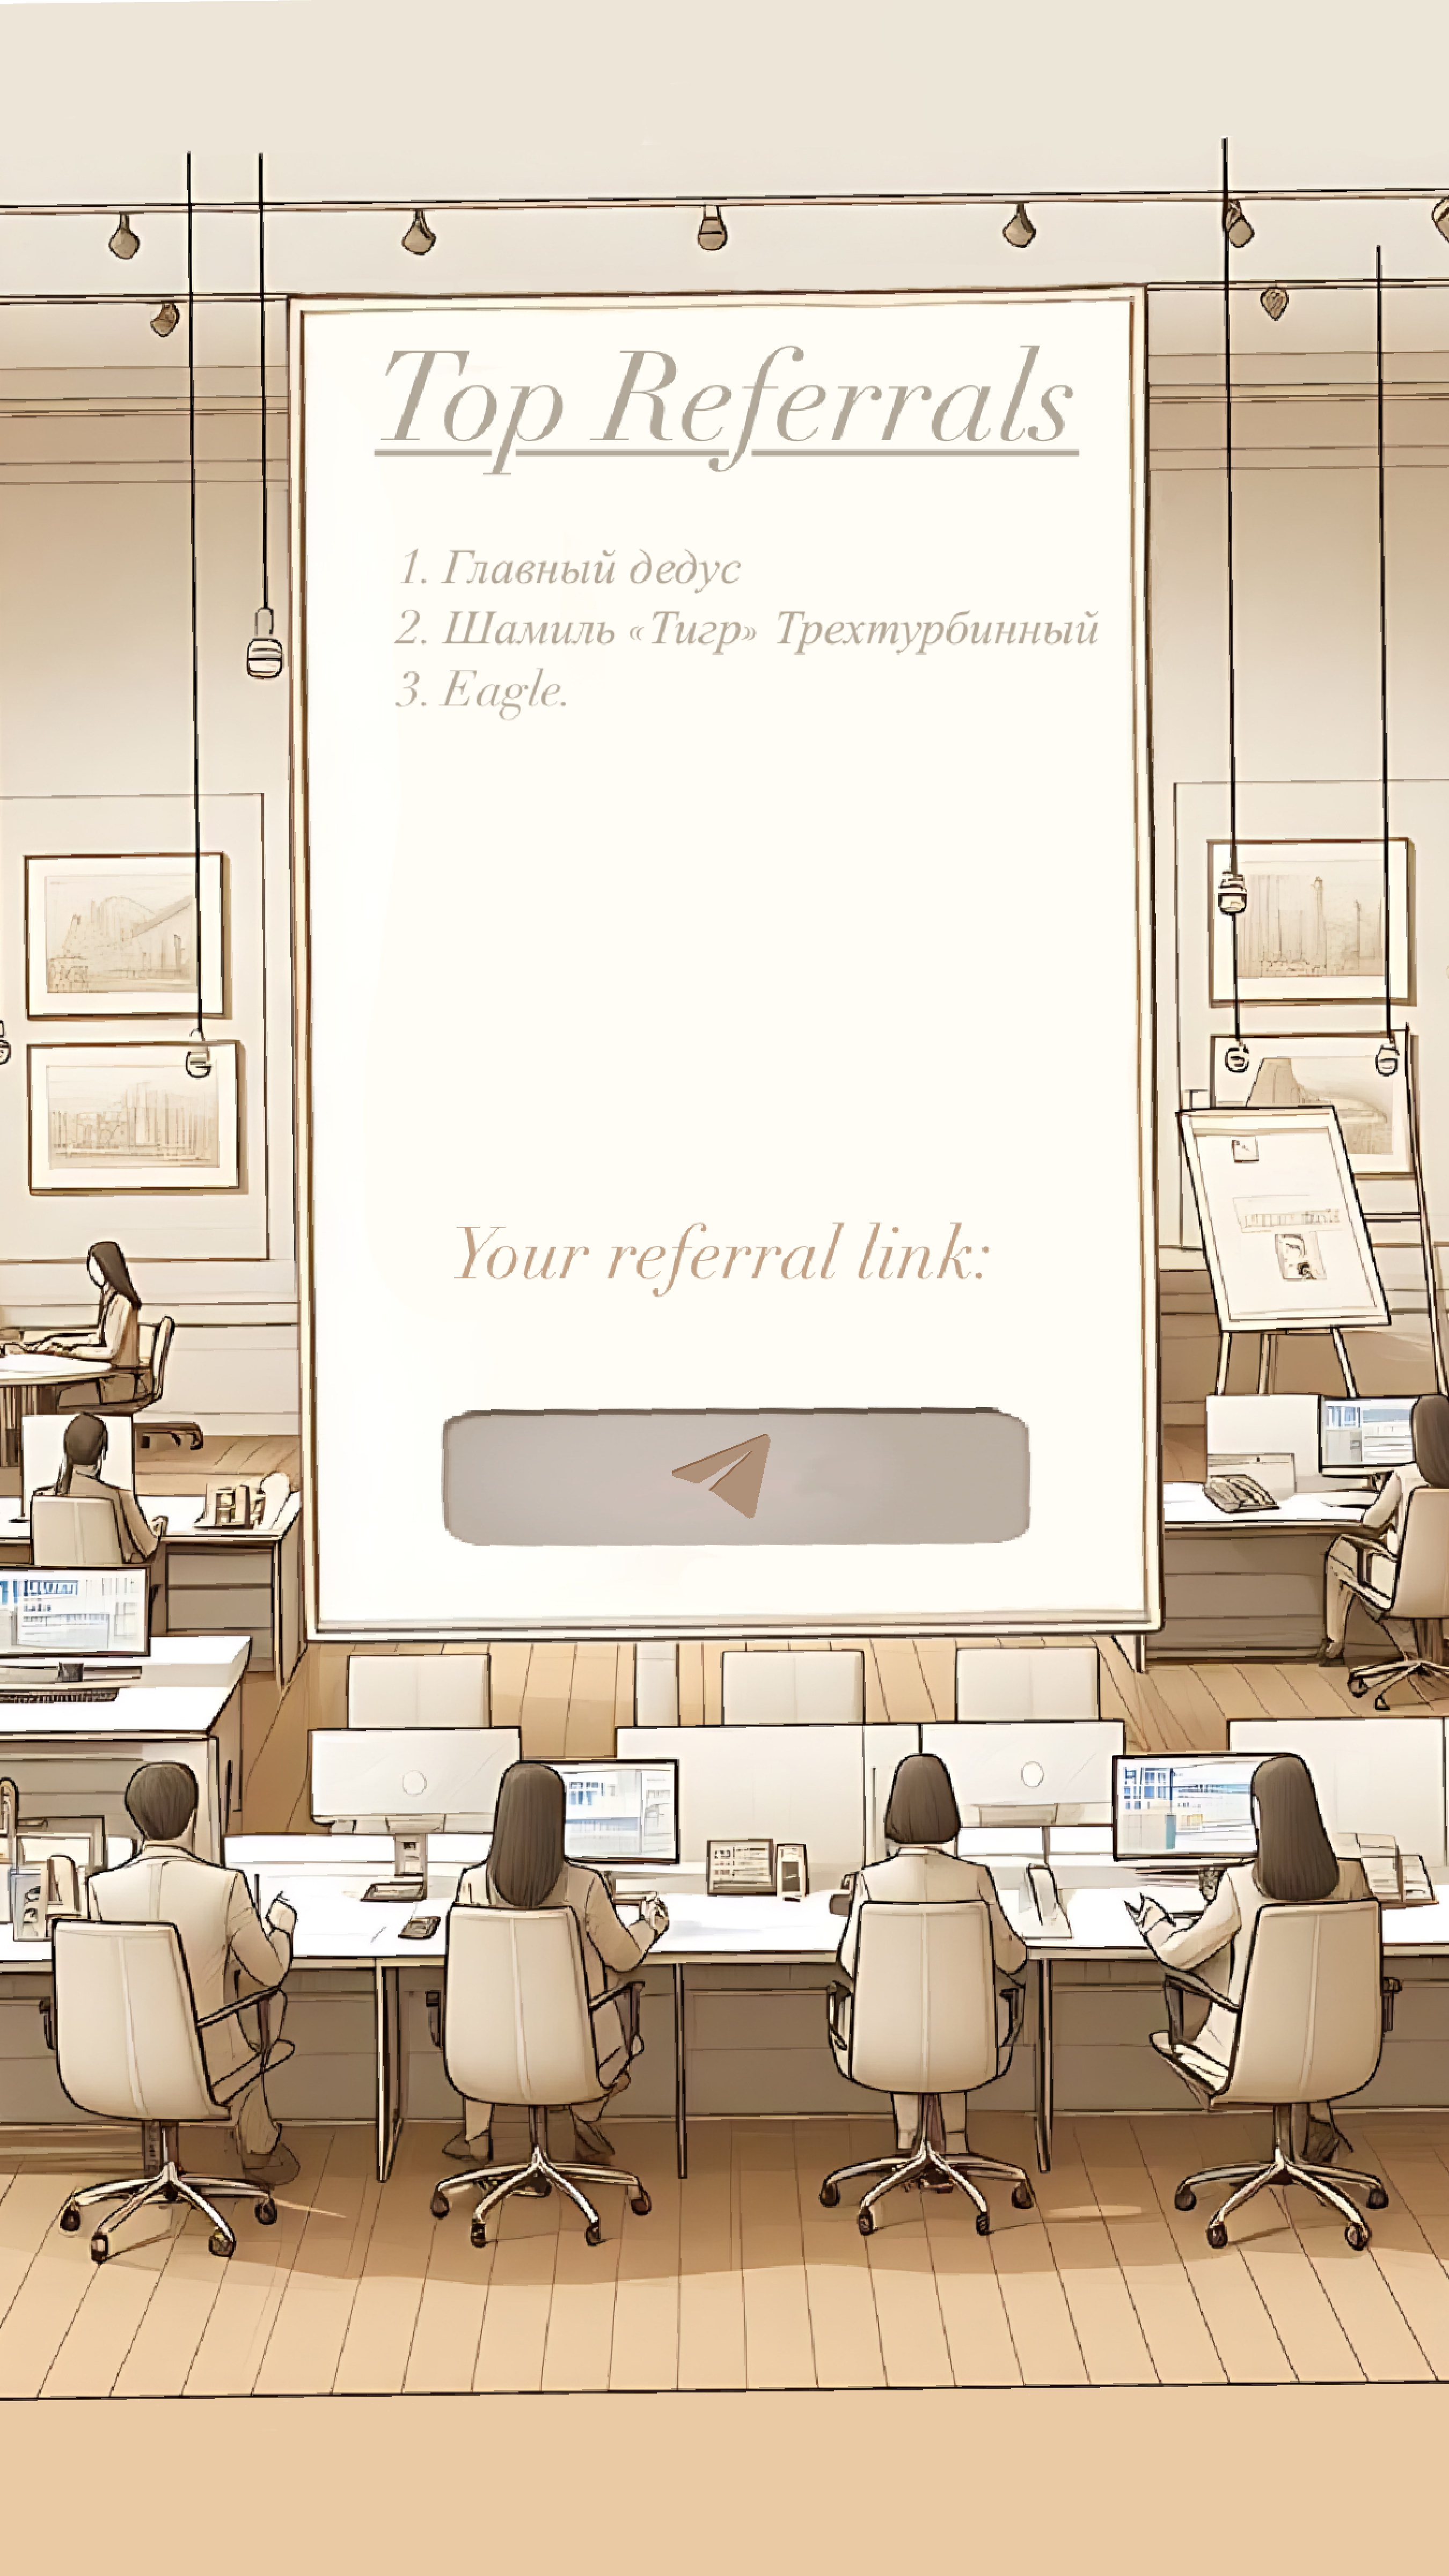 Top Referrals
1. Главный дедус
2. Шамиль «Тигр» Трехтурбинный
3. Eagle.
Your referral link: